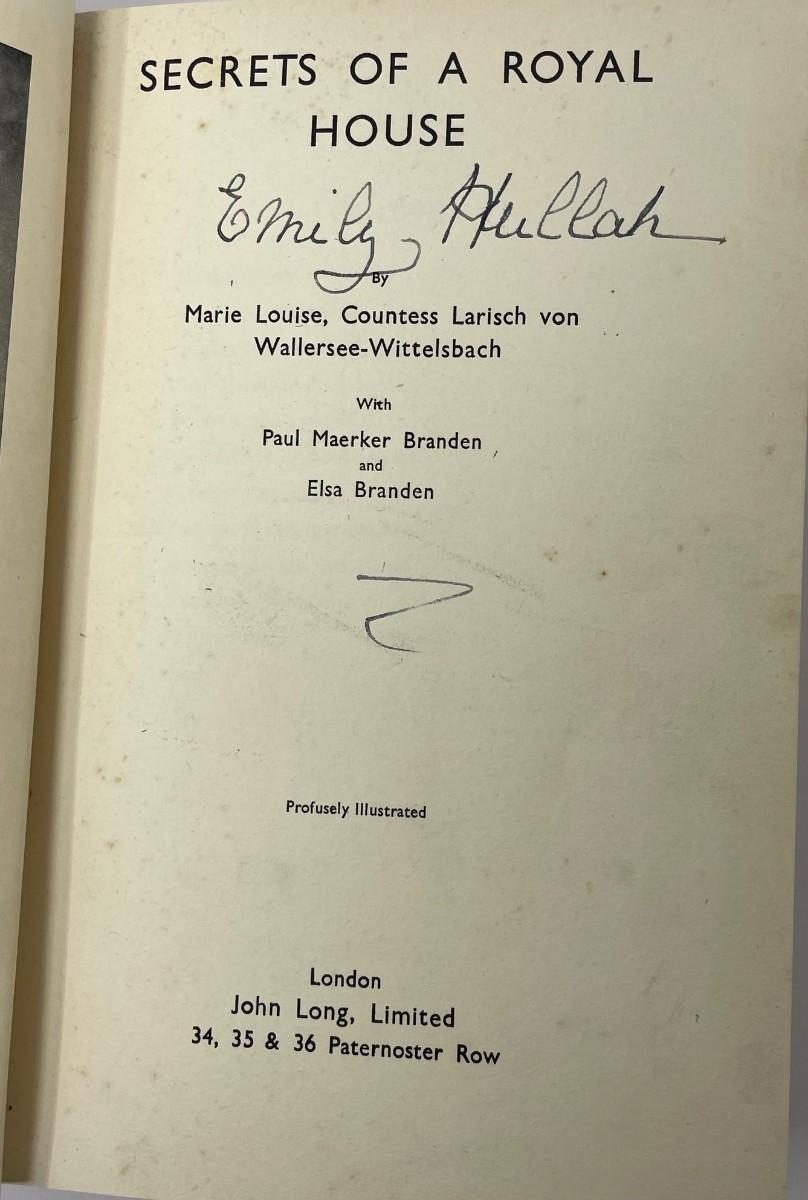 SECRETS OF A ROYAL
HOUSE
Emily Hullah
By
Marie Louise, Countess Larisch von
Wallersee-Wittelsbach
With
Paul Maerker Branden
and
Elsa Branden
Profusely Illustrated
London
John Long, Limited
34, 35 & 36 Paternoster Row